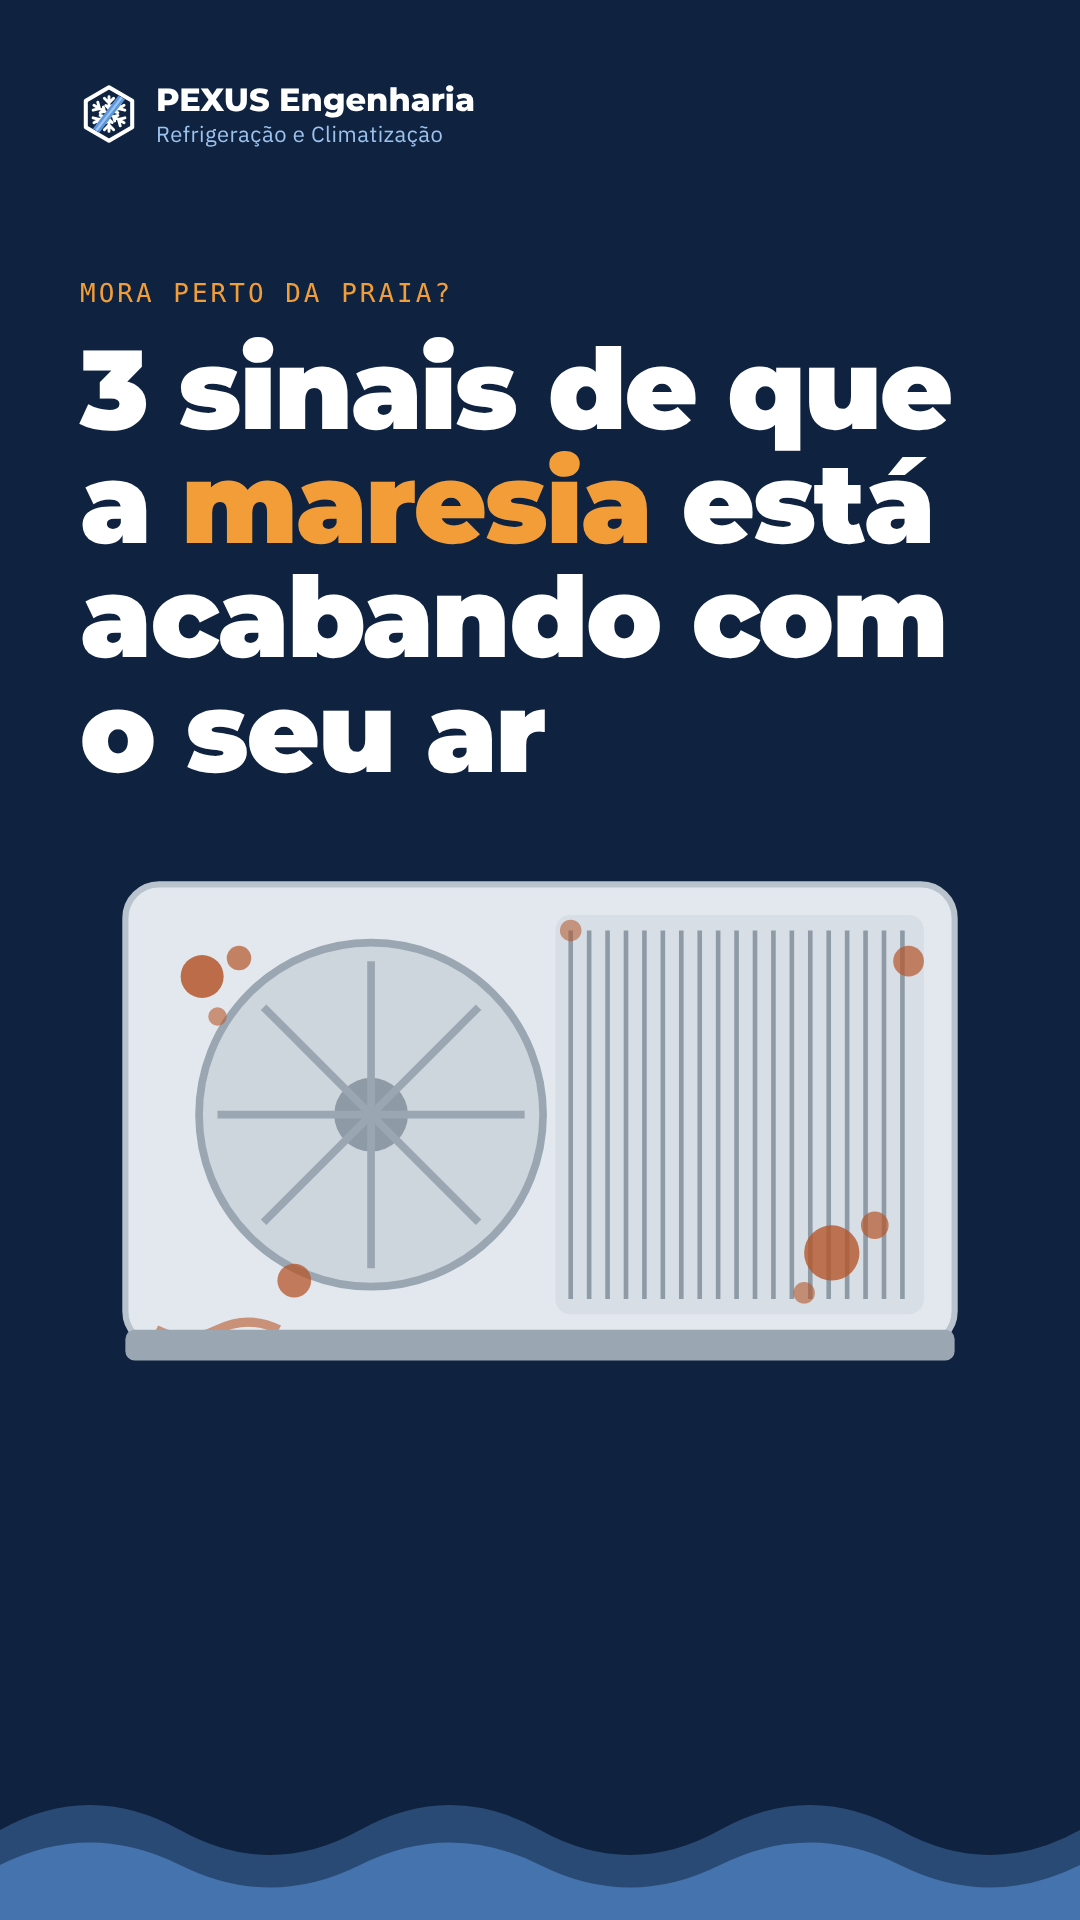 PEXUS Engenharia
Refrigeração e Climatização
MORA PERTO DA PRAIA?
3 sinais de que
a maresia está
acabando com
o seu ar